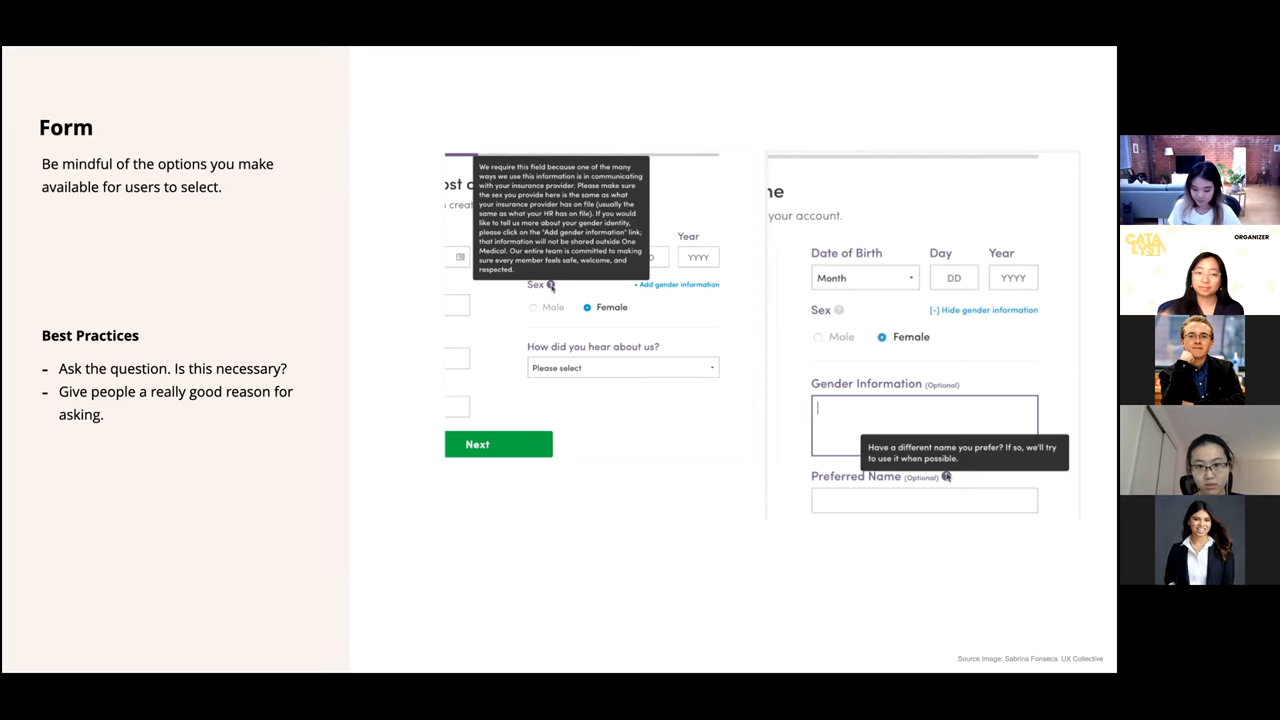 Form
Be mindful of the options you make
available for users to select.
Best Practices
- Ask the question. Is this necessary?
- Give people a really good reason for
asking.
We require this field because one of the many
ways we use this information is in communicating
with your insurance provider. Please make sure
the sex you provide here is the same as what
your insurance provider has on file (usually the
same as what your HR has on file). If you would
like to tell us more about your gender identity,
please click on the "Add gender information" link;
that information will not be shared outside One
Medical. Our entire team is committed to making
sure every member feels safe, welcome, and
respected.
Year
YYYY
Sex
+ Add gender information
Male
Female
How did you hear about us?
Please select
Next
your account.
Date of Birth
Day
Year
Month
DD
YYYY
Sex ?
[-] Hide gender information
Male
Female
Gender Information (Optional)
Have a different name you prefer? If so, we'll try
to use it when possible.
Preferred Name (Optional)
Source Image: Sabrina Fonseca. UX Collective
CATA
LYST
ORGANIZER